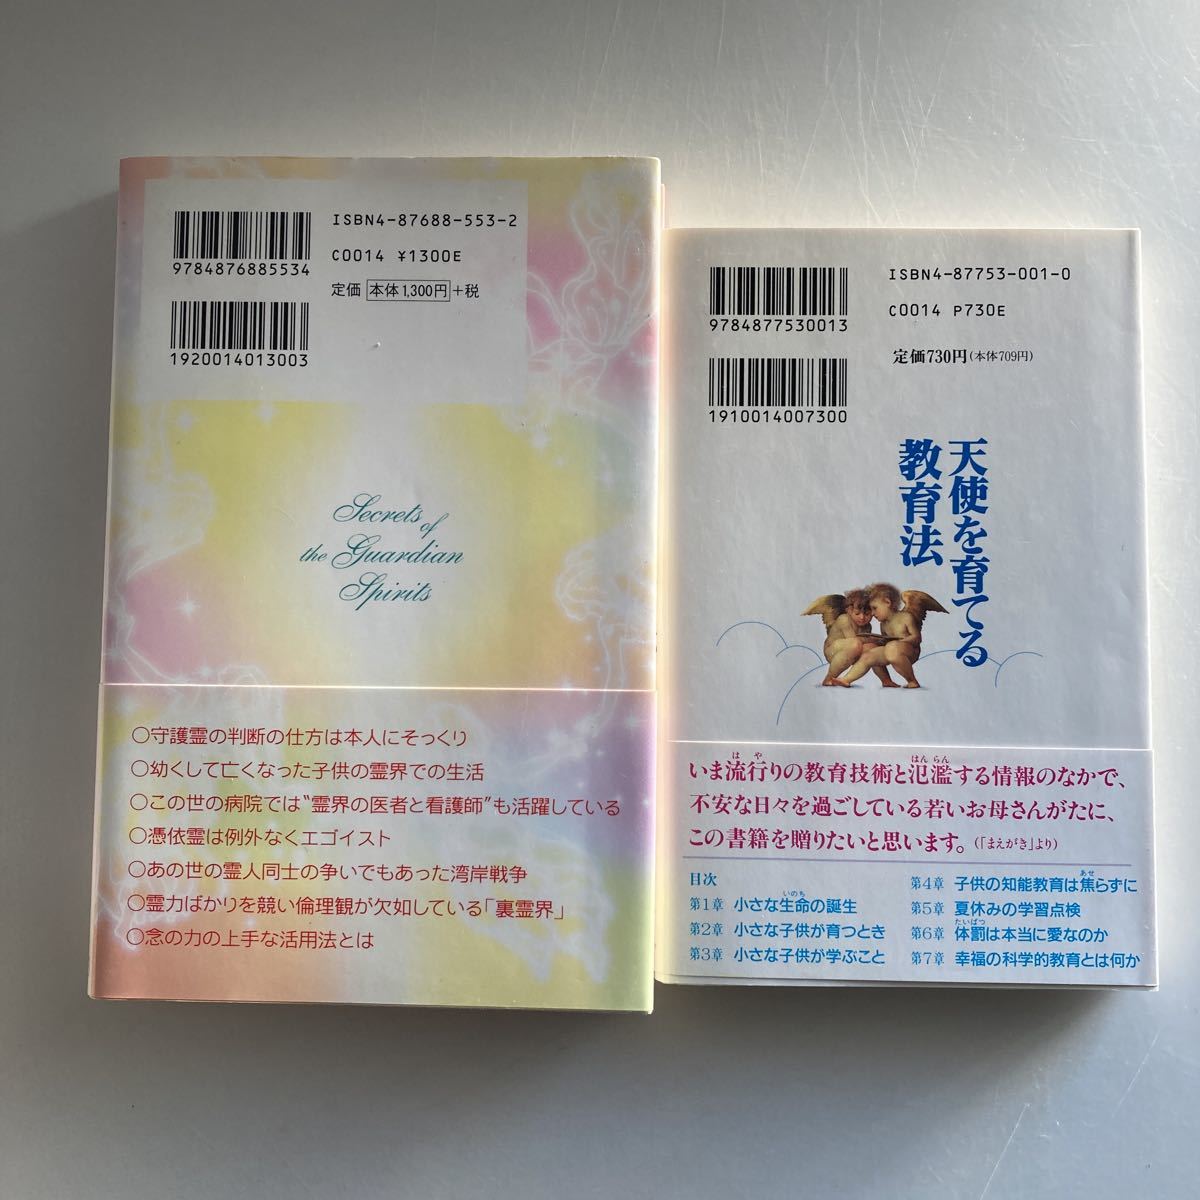 ISBN4-87688-553-2
9784876885534
C0014 ¥1300E
定価 本体1,300円+税
1920014013003
Secrets of
the Guardian
Spirits
○守護霊の判断の仕方は本人にそっくり
○幼くして亡くなった子供の霊界での生活
○この世の病院では“霊界の医者と看護師”も活躍している
○憑依霊は例外なくエゴイスト
○あの世の霊人同士の争いでもあった湾岸戦争
○霊力ばかりを競い倫理観が欠如している「裏霊界」
○念の力の上手な活用法とは
ISBN4-87753-001-0
9784877530013
C0014 P730E
定価730円(本体709円)
1910014007300
天使を育てる
教育法
はや
はんらん
いま流行りの教育技術と氾濫する情報のなかで、
不安な日々を過ごしている若いお母さんがたに、
この書籍を贈りたいと思います。(「まえがき」より)
目次
いのち
第1章 小さな生命の誕生
第2章 小さな子供が育つとき
第3章 小さな子供が学ぶこと
あせ
第4章 子供の知能教育は焦らずに
第5章 夏休みの学習点検
たいばつ
第6章 体罰は本当に愛なのか
第7章 幸福の科学的教育とは何か